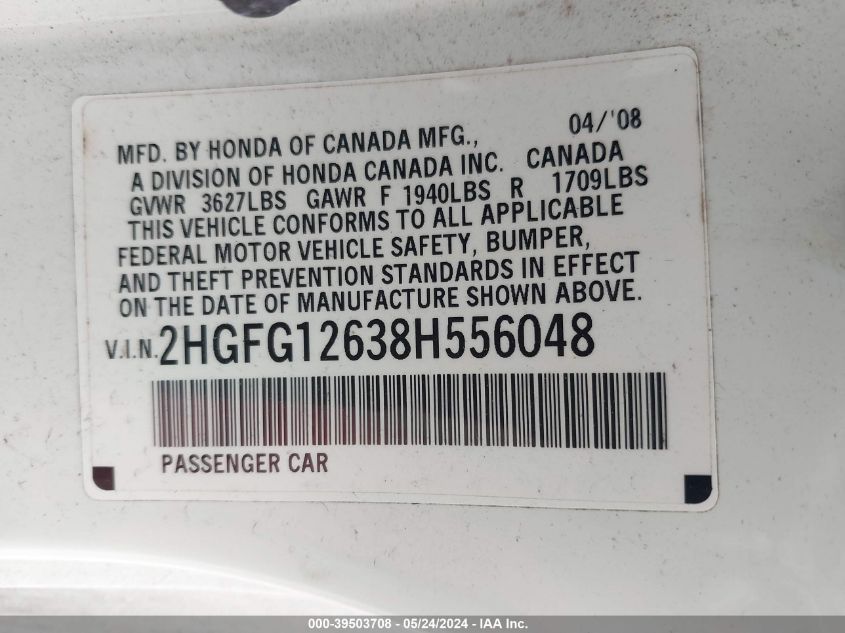 04/'08
MFD. BY HONDA OF CANADA MFG.,
A DIVISION OF HONDA CANADA INC. CANADA
GVWR 3627LBS GAWR F 1940LBS R 1709LBS
THIS VEHICLE CONFORMS TO ALL APPLICABLE
FEDERAL MOTOR VEHICLE SAFETY, BUMPER,
AND THEFT PREVENTION STANDARDS IN EFFECT
ON THE DATE OF MANUFACTURE SHOWN ABOVE.
V.I.N. 2HGFG12638H556048
PASSENGER CAR
000-39503708 - 05/24/2024 - IAA Inc.